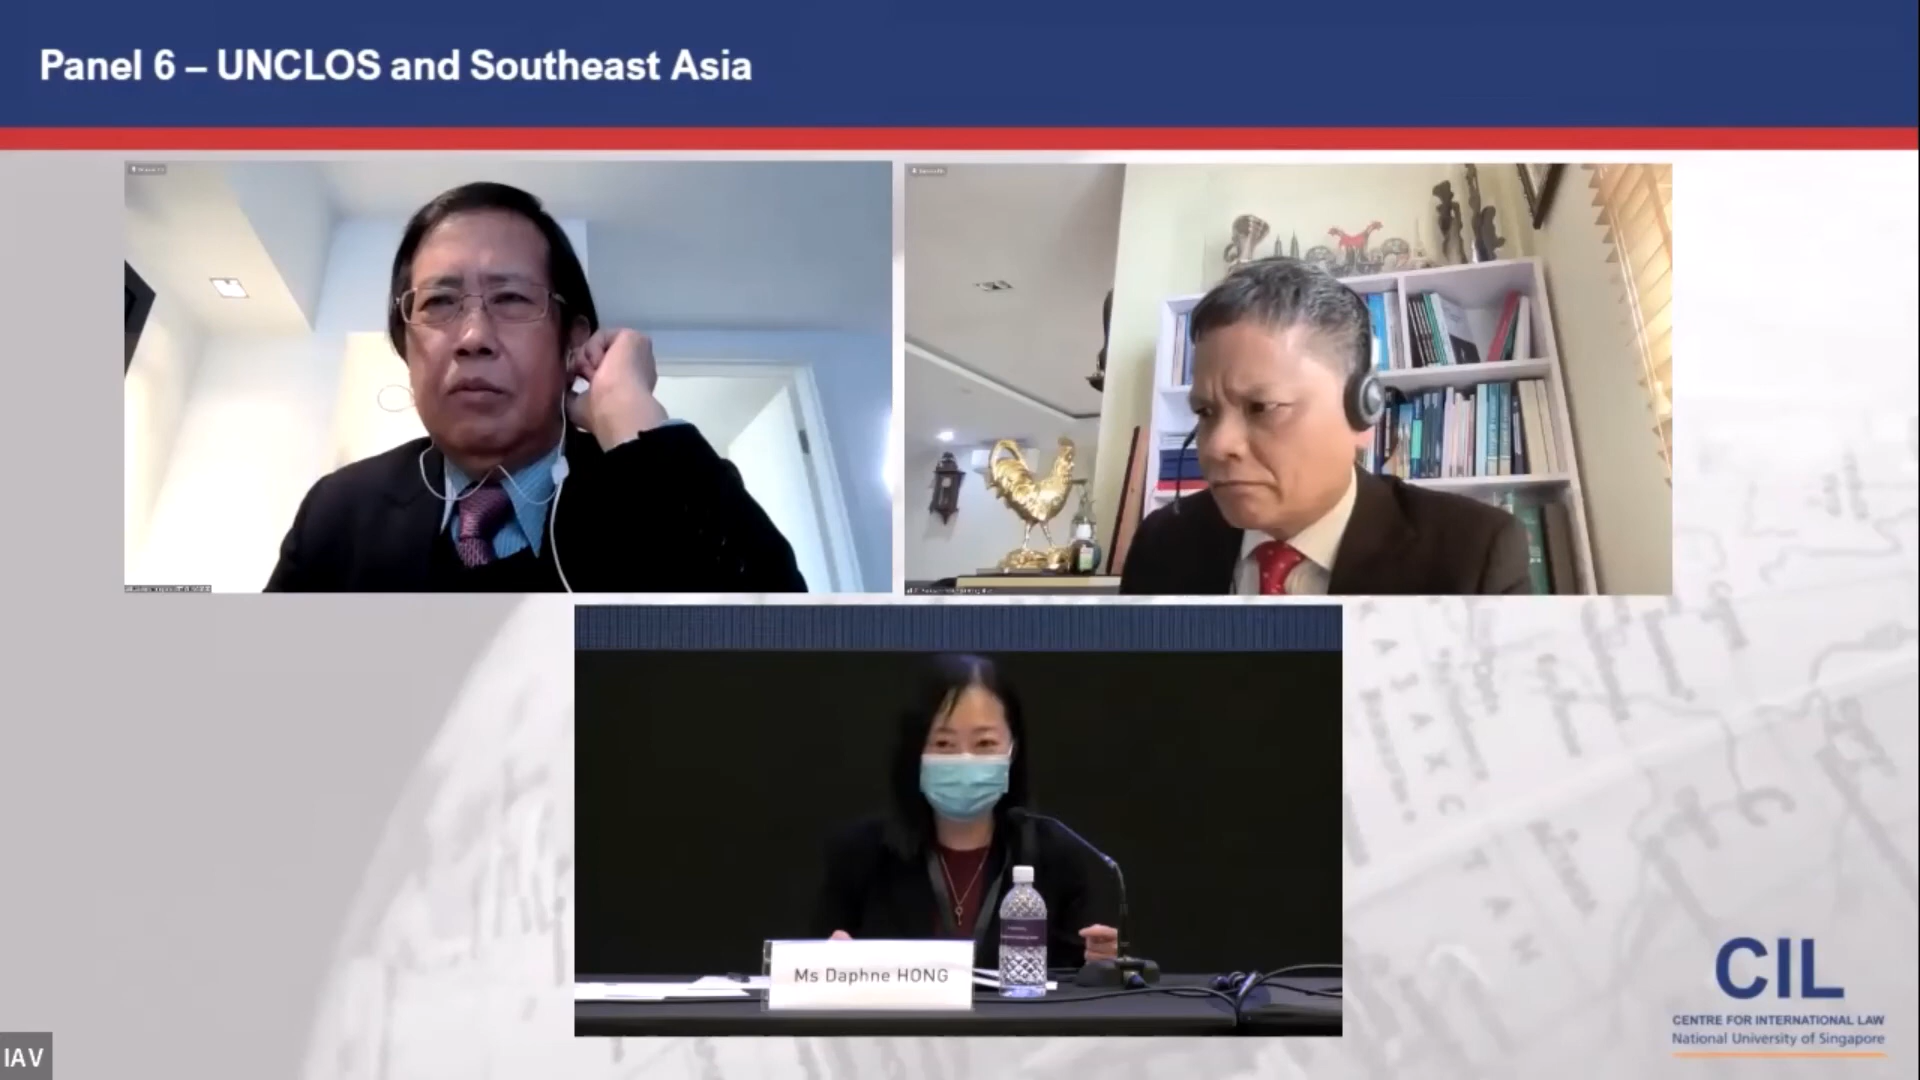 Panel 6 – UNCLOS and Southeast Asia
Ms Daphne HONG
CIL
CENTRE FOR INTERNATIONAL LAW
National University of Singapore
IAV